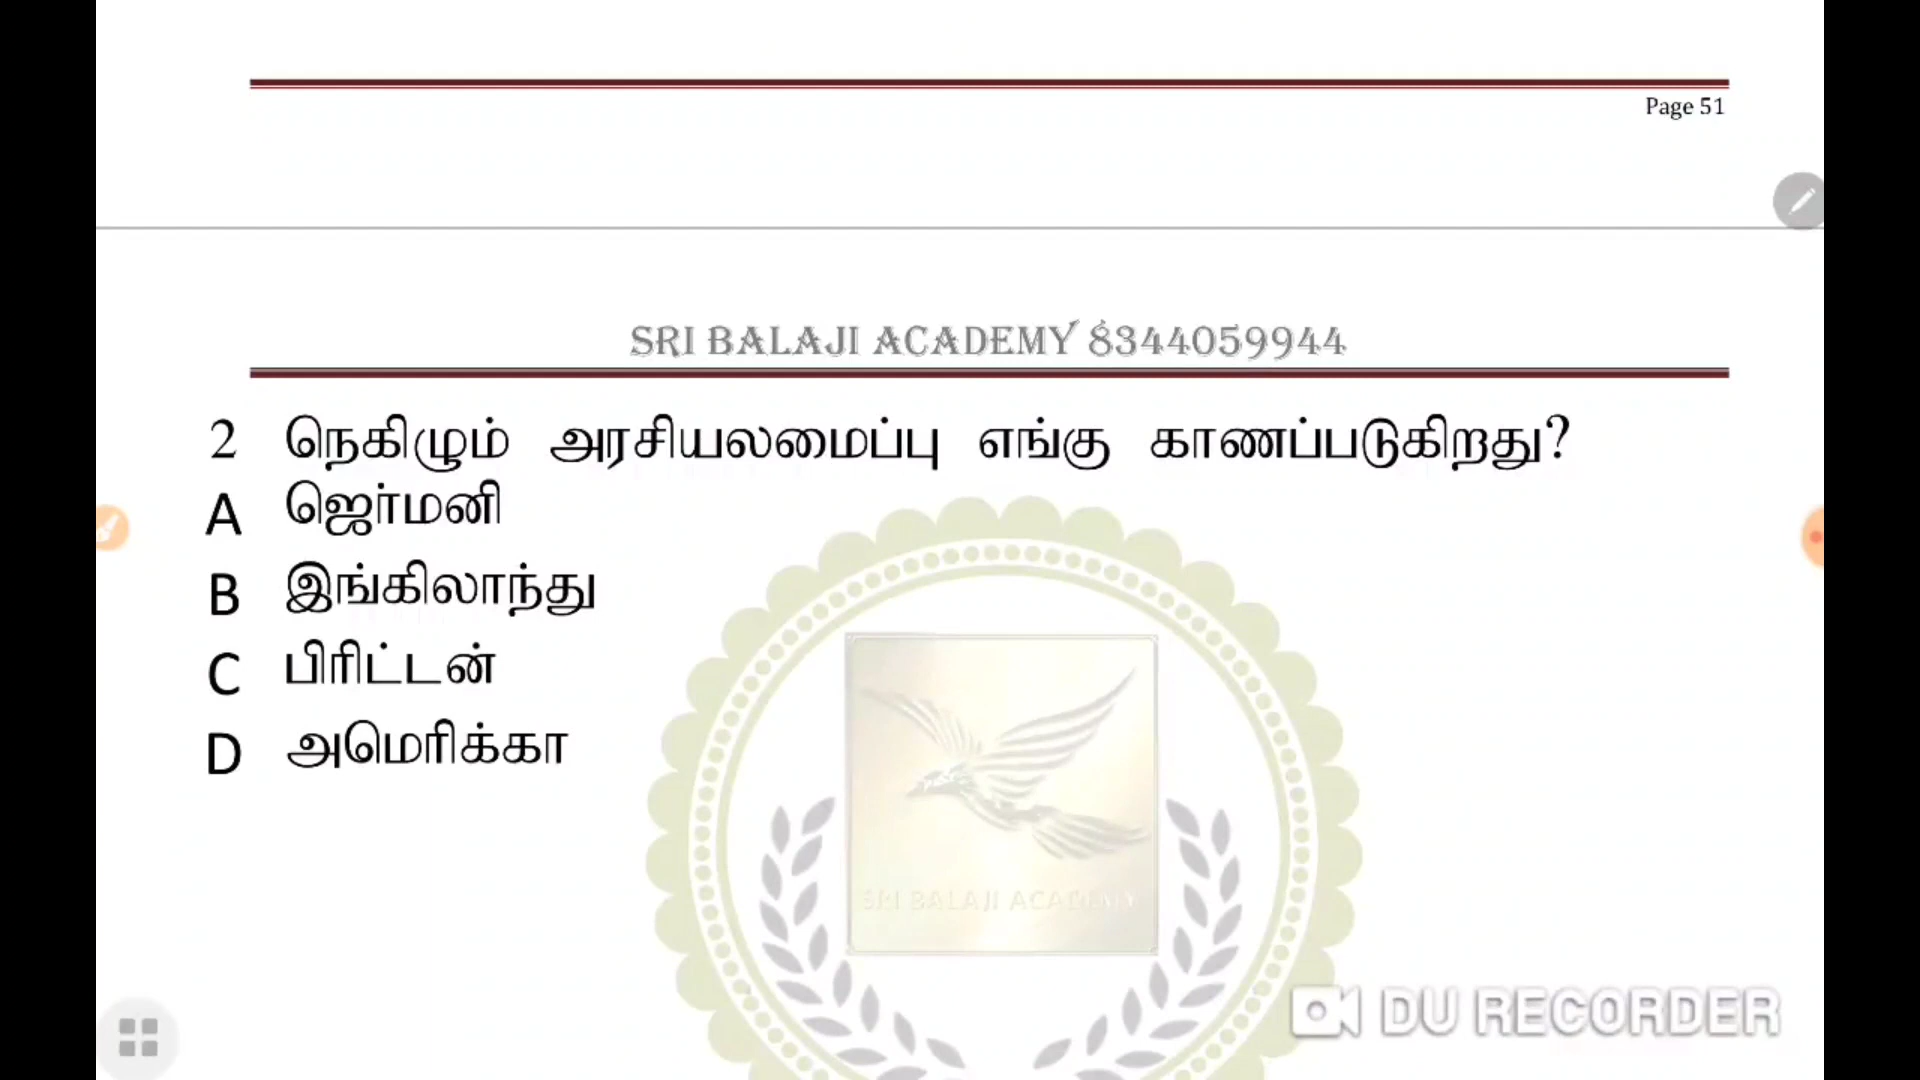 Page 51
SRI BALAJI ACADEMY 8344059944
2 நெகிழும் அரசியலமைப்பு எங்கு காணப்படுகிறது?
A ஜெர்மனி
B இங்கிலாந்து
C பிரிட்டன்
D அமெரிக்கா
SRI BALAJI ACADEMY
DU RECORDER